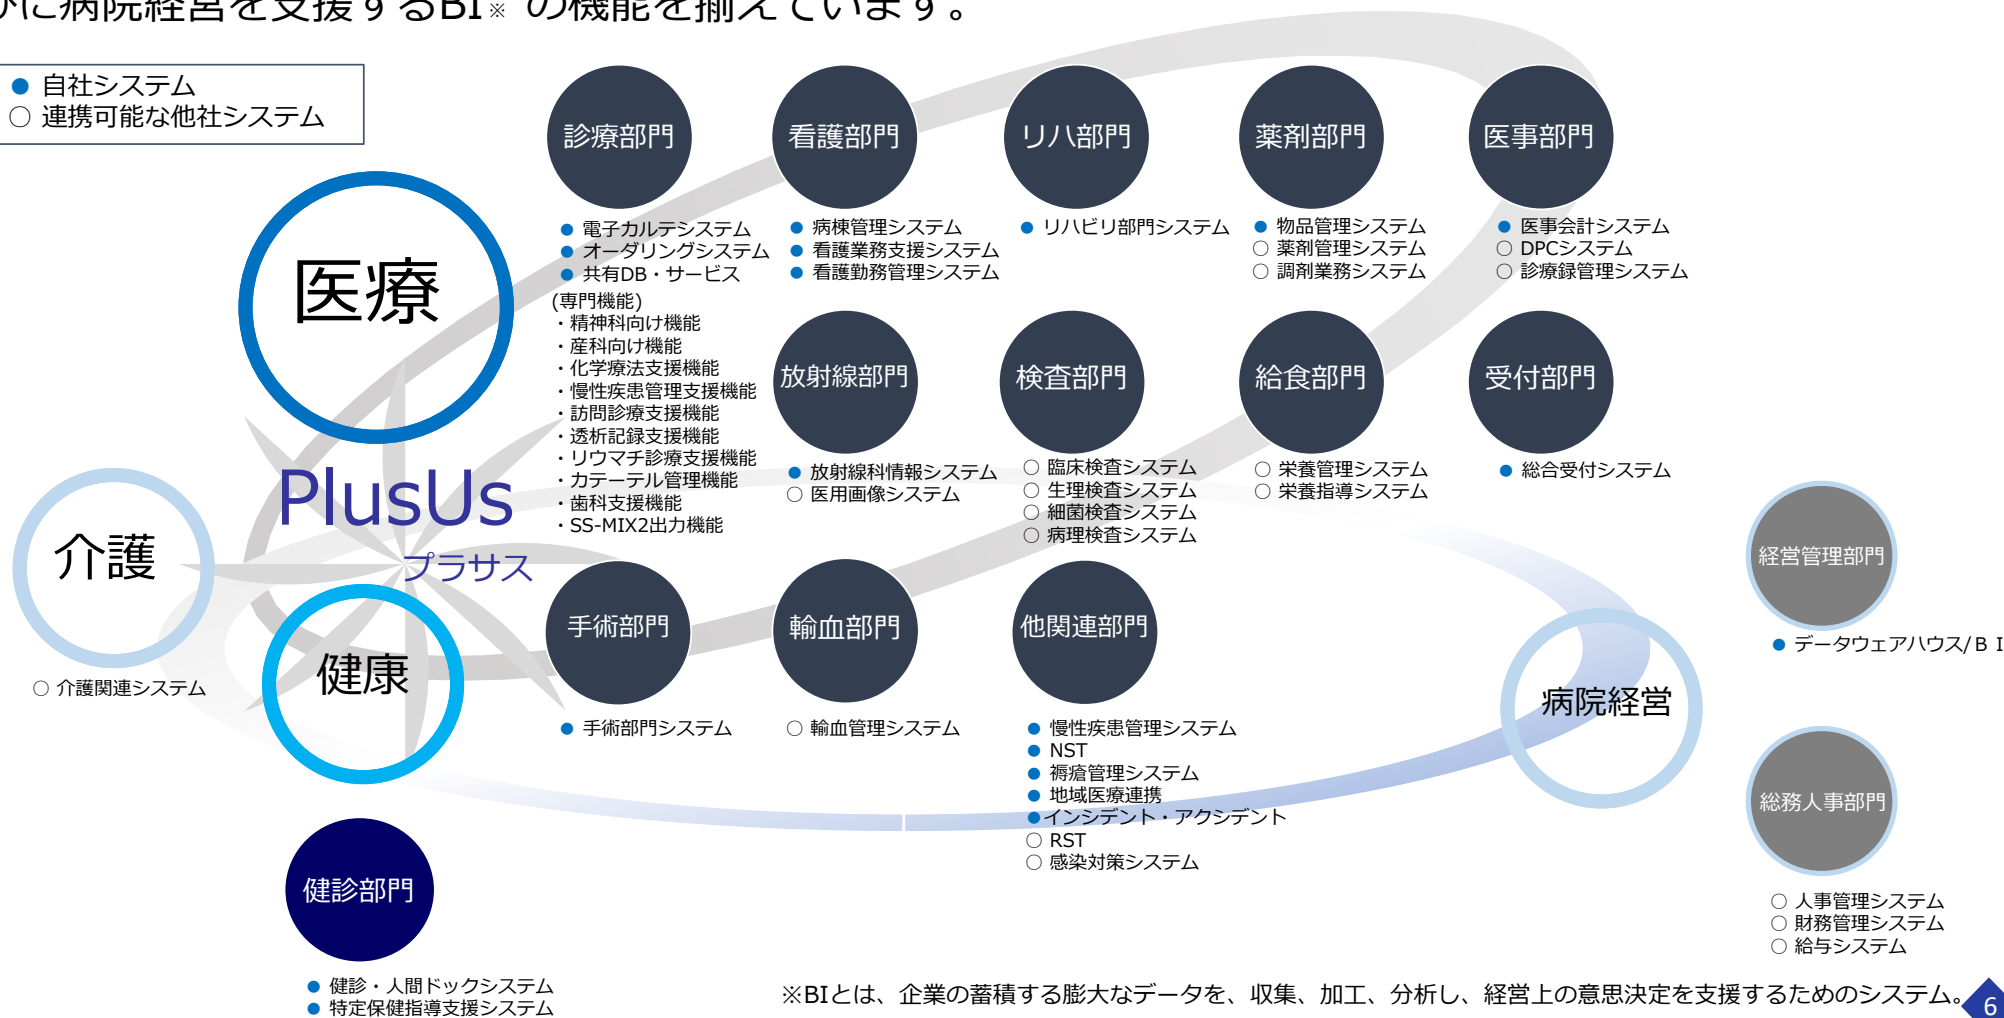 に病院経営を支援するBI※ の機能を揃えています。
● 自社システム
○ 連携可能な他社システム
医療
介護
○ 介護関連システム
PlusUs
プラサス
健康
病院経営
診療部門
● 電子カルテシステム
● オーダリングシステム
● 共有DB・サービス
(専門機能)
・精神科向け機能
・産科向け機能
・化学療法支援機能
・慢性疾患管理支援機能
・訪問診療支援機能
・透析記録支援機能
・リウマチ診療支援機能
・カテーテル管理機能
・歯科支援機能
・SS-MIX2出力機能
看護部門
● 病棟管理システム
● 看護業務支援システム
● 看護勤務管理システム
リハ部門
● リハビリ部門システム
薬剤部門
● 物品管理システム
○ 薬剤管理システム
○ 調剤業務システム
医事部門
● 医事会計システム
○ DPCシステム
○ 診療録管理システム
放射線部門
● 放射線科情報システム
○ 医用画像システム
検査部門
○ 臨床検査システム
○ 生理検査システム
○ 細菌検査システム
○ 病理検査システム
給食部門
○ 栄養管理システム
○ 栄養指導システム
受付部門
● 総合受付システム
手術部門
● 手術部門システム
輸血部門
○ 輸血管理システム
他関連部門
● 慢性疾患管理システム
● NST
● 褥瘡管理システム
● 地域医療連携
●インシデント・アクシデント
○ RST
○ 感染対策システム
経営管理部門
● データウェアハウス/ＢＩ
総務人事部門
○ 人事管理システム
○ 財務管理システム
○ 給与システム
健診部門
● 健診・人間ドックシステム
● 特定保健指導支援システム
※BIとは、企業の蓄積する膨大なデータを、収集、加工、分析し、経営上の意思決定を支援するためのシステム。
6